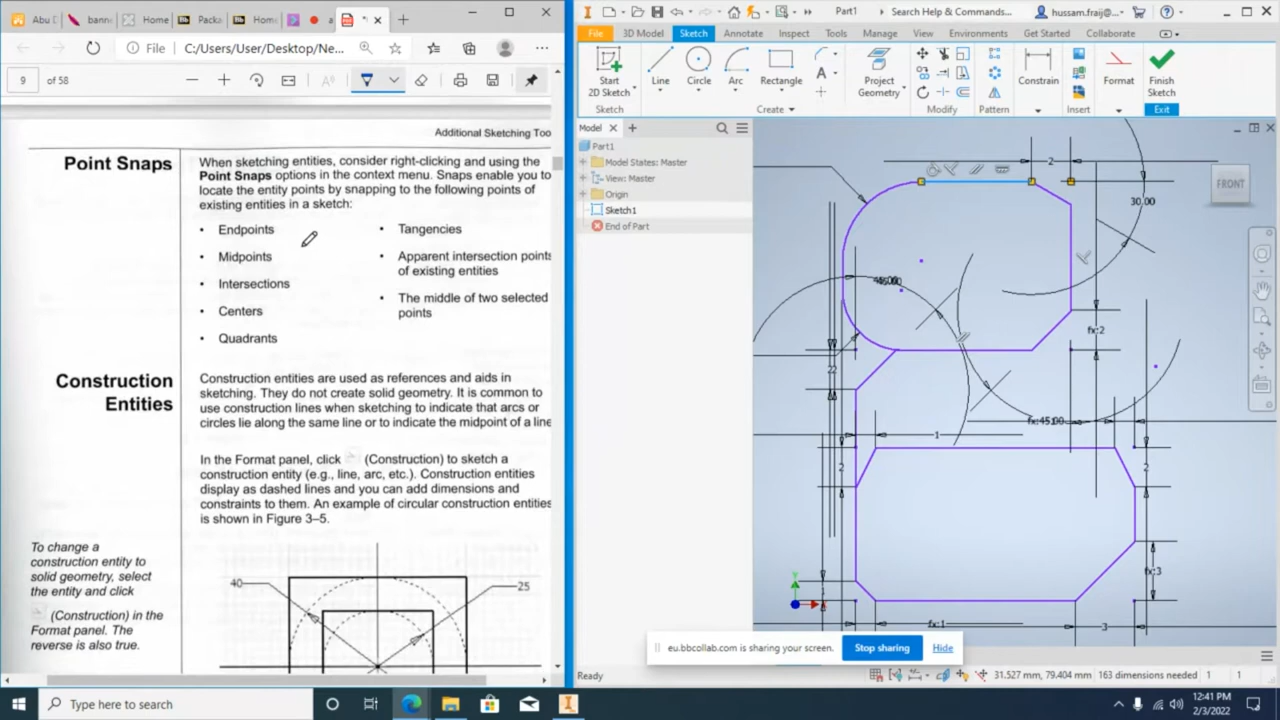 Abu D
bann
Home
Packa
Home
a
File
C:/Users/User/Desktop/Ne...
9
of 58
Additional Sketching Too
Point Snaps
When sketching entities, consider right-clicking and using the
Point Snaps options in the context menu. Snaps enable you to
locate the entity points by snapping to the following points of
existing entities in a sketch:
• Endpoints
• Midpoints
• Intersections
• Centers
• Quadrants
• Tangencies
• Apparent intersection points
of existing entities
• The middle of two selected
points
Construction
Entities
Construction entities are used as references and aids in
sketching. They do not create solid geometry. It is common to
use construction lines when sketching to indicate that arcs or
circles lie along the same line or to indicate the midpoint of a line
In the Format panel, click (Construction) to sketch a
construction entity (e.g., line, arc, etc.). Construction entities
display as dashed lines and you can add dimensions and
constraints to them. An example of circular construction entities
is shown in Figure 3–5.
To change a
construction entity to
solid geometry, select
the entity and click
(Construction) in the
Format panel. The
reverse is also true.
40
25
Part1
Search Help & Commands...
hussam.fraij@...
File
3D Model
Sketch
Annotate
Inspect
Tools
Manage
View
Environments
Get Started
Collaborate
Start
2D Sketch
Line
Circle
Arc
Rectangle
Project
Geometry
Constrain
Format
Finish
Sketch
Sketch
Create
Modify
Pattern
Insert
Exit
Model
Part1
Model States: Master
View: Master
Origin
Sketch1
End of Part
FRONT
2
30.00
fx:2
22
fx:45.00
1
2
2
fx:3
fx:1
3
eu.bbcollab.com is sharing your screen.
Stop sharing
Hide
Ready
31.527 mm, 79.404 mm
163 dimensions needed
1
1
Type here to search
12:41 PM
2/3/2022